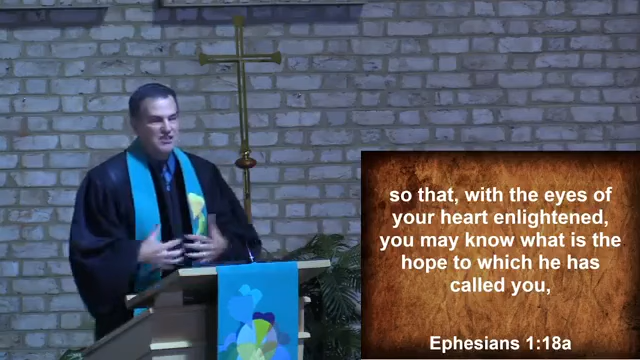 so that, with the eyes of
your heart enlightened,
you may know what is the
hope to which he has
called you,
Ephesians 1:18a